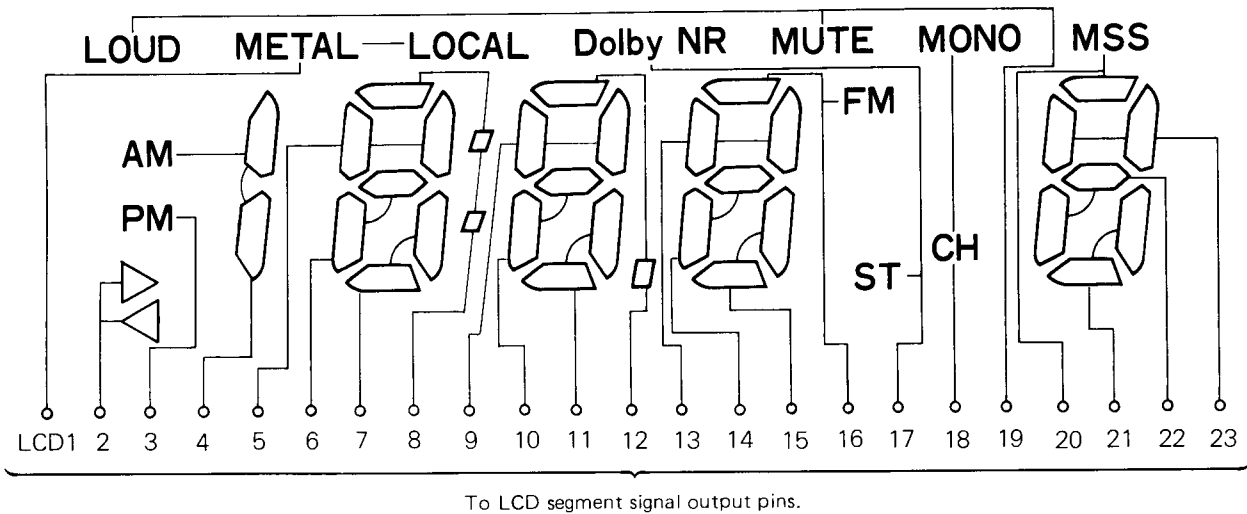 LOUD METAL LOCAL Dolby NR MUTE MONO MSS
FM
AM
PM
CH
ST
LCD1 2 3 4 5 6 7 8 9 10 11 12 13 14 15 16 17 18 19 20 21 22 23
To LCD segment signal output pins.